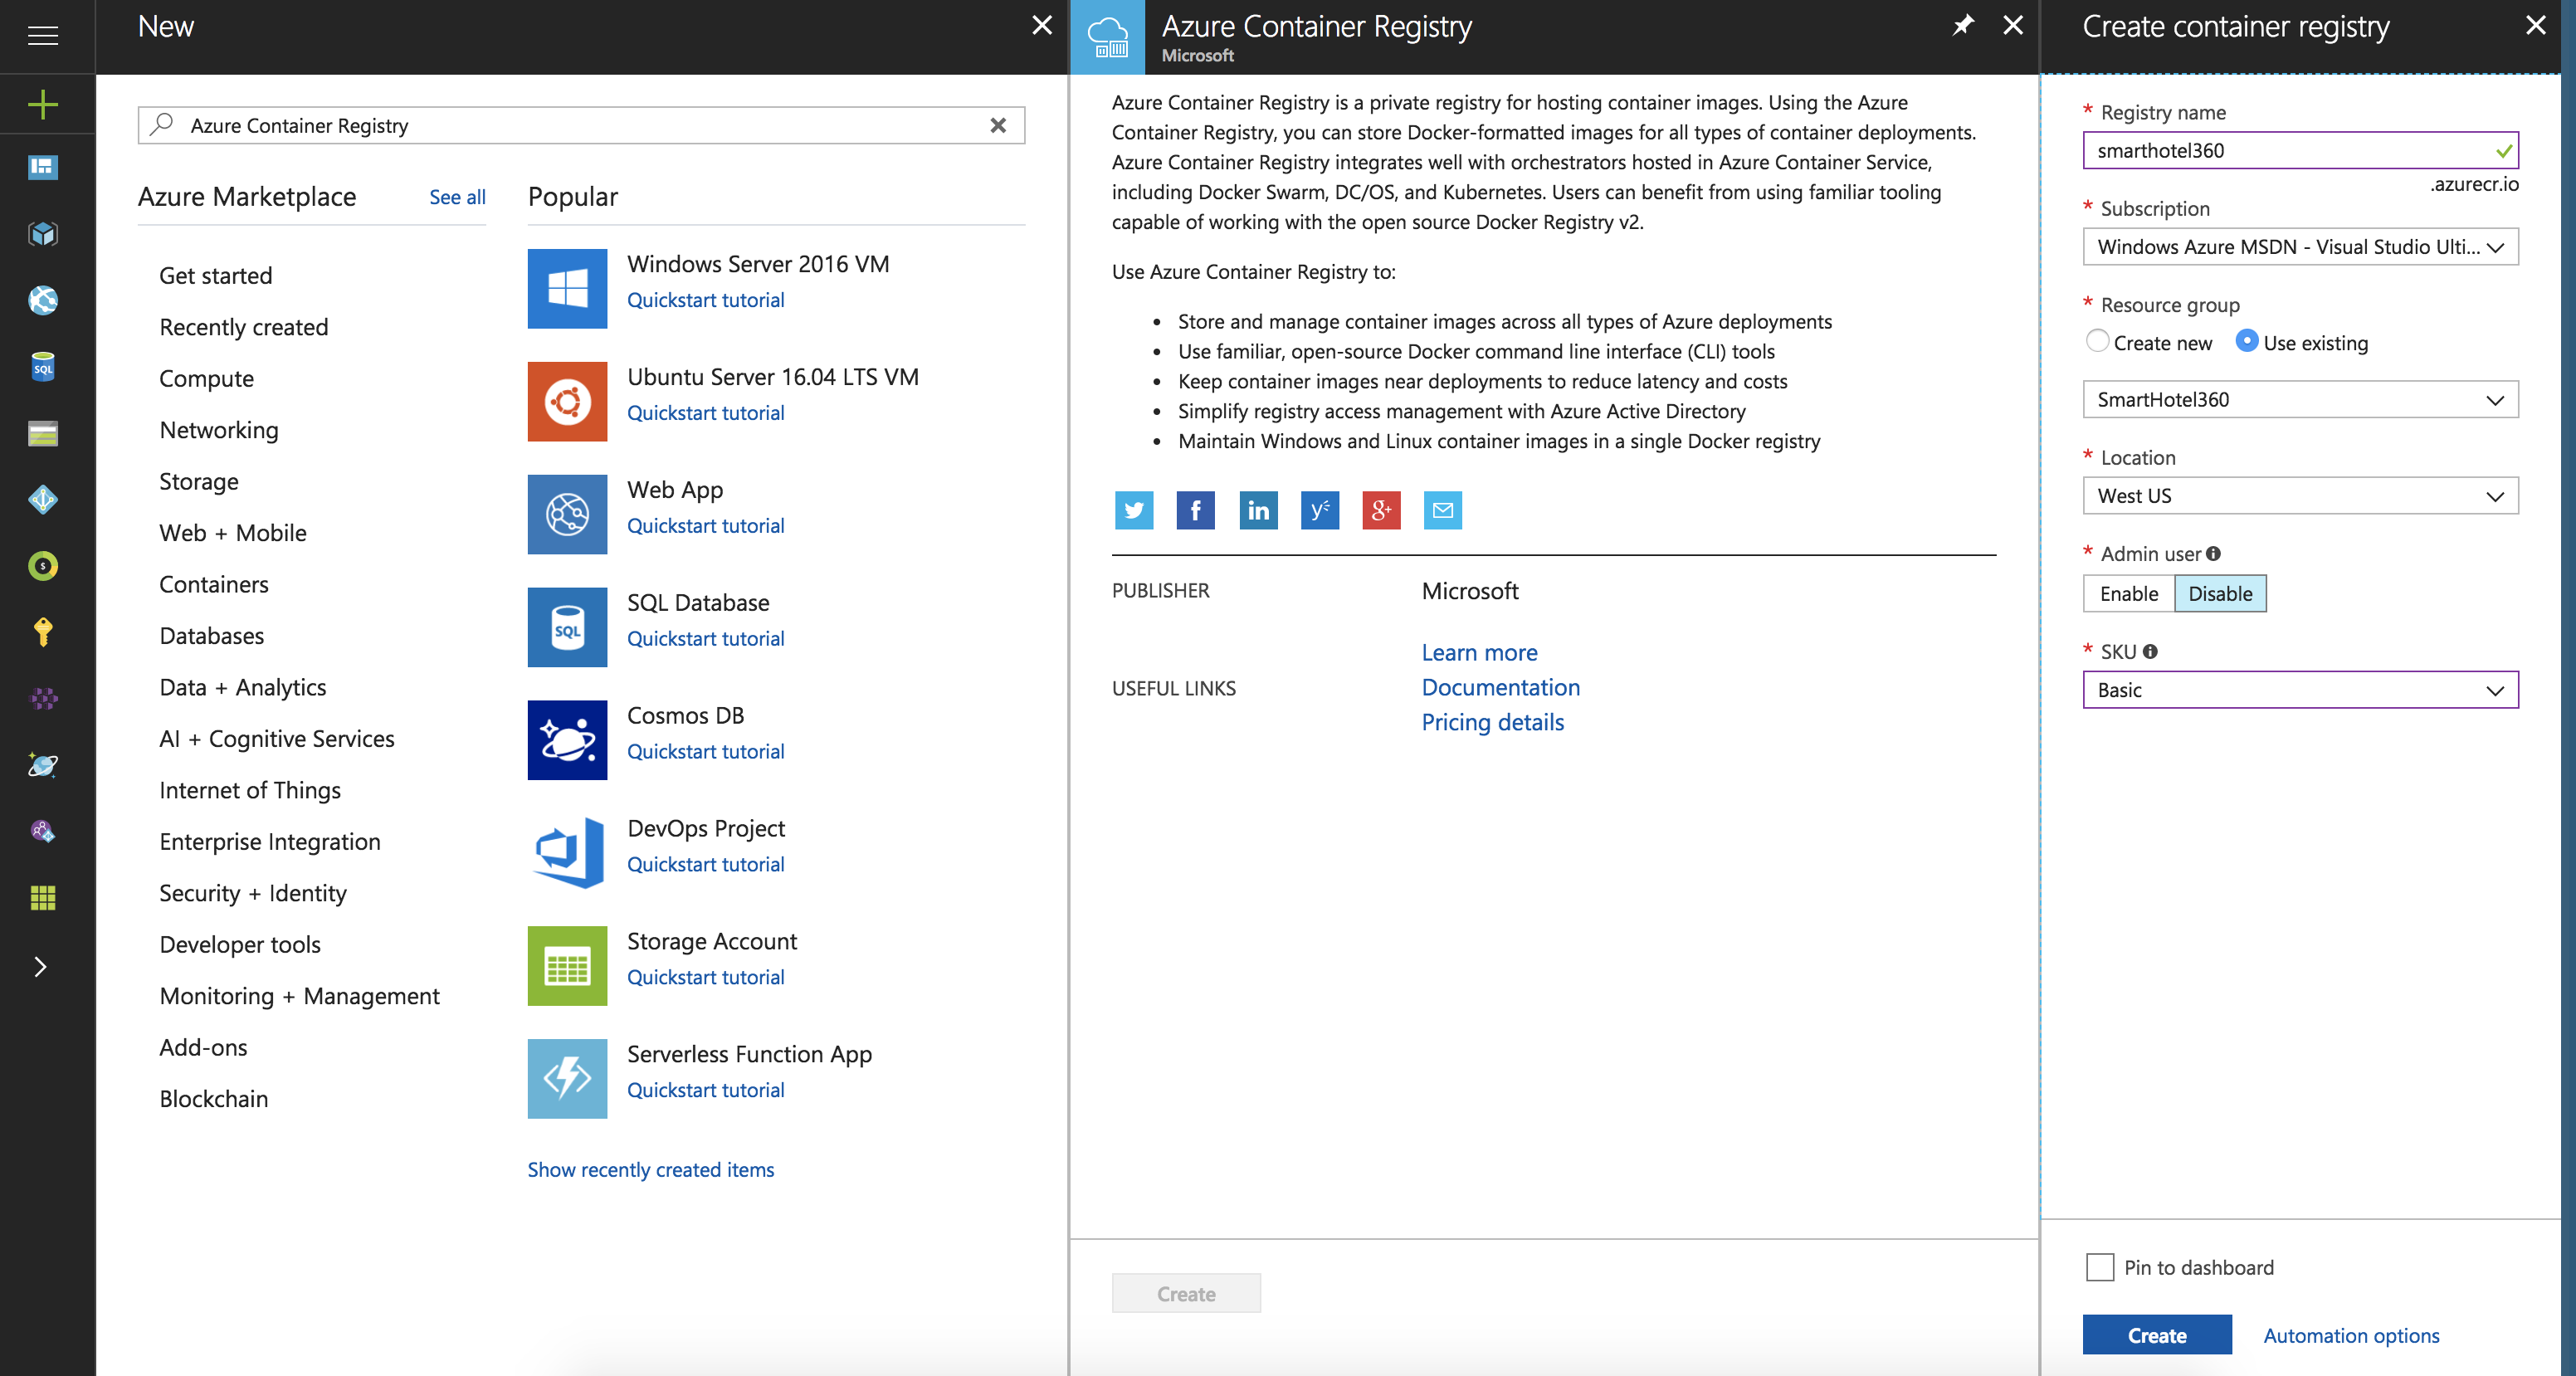 New
Azure Container Registry
Azure Marketplace
See all
Get started
Recently created
Compute
Networking
Storage
Web + Mobile
Containers
Databases
Data + Analytics
AI + Cognitive Services
Internet of Things
Enterprise Integration
Security + Identity
Developer tools
Monitoring + Management
Add-ons
Blockchain
Popular
Windows Server 2016 VM
Quickstart tutorial
Ubuntu Server 16.04 LTS VM
Quickstart tutorial
Web App
Quickstart tutorial
SQL
SQL Database
Quickstart tutorial
Cosmos DB
Quickstart tutorial
DevOps Project
Quickstart tutorial
Storage Account
Quickstart tutorial
Serverless Function App
Quickstart tutorial
Show recently created items
SQL
Azure Container Registry
Microsoft
Azure Container Registry is a private registry for hosting container images. Using the Azure
Container Registry, you can store Docker-formatted images for all types of container deployments.
Azure Container Registry integrates well with orchestrators hosted in Azure Container Service,
including Docker Swarm, DC/OS, and Kubernetes. Users can benefit from using familiar tooling
capable of working with the open source Docker Registry v2.
Use Azure Container Registry to:
• Store and manage container images across all types of Azure deployments
• Use familiar, open-source Docker command line interface (CLI) tools
• Keep container images near deployments to reduce latency and costs
• Simplify registry access management with Azure Active Directory
• Maintain Windows and Linux container images in a single Docker registry
PUBLISHER
Microsoft
USEFUL LINKS
Learn more
Documentation
Pricing details
Create
Create container registry
* Registry name
smarthotel360
.azurecr.io
* Subscription
Windows Azure MSDN - Visual Studio Ulti...
* Resource group
Create new
Use existing
SmartHotel360
* Location
West US
* Admin user
Enable
Disable
* SKU
Basic
Pin to dashboard
Create
Automation options